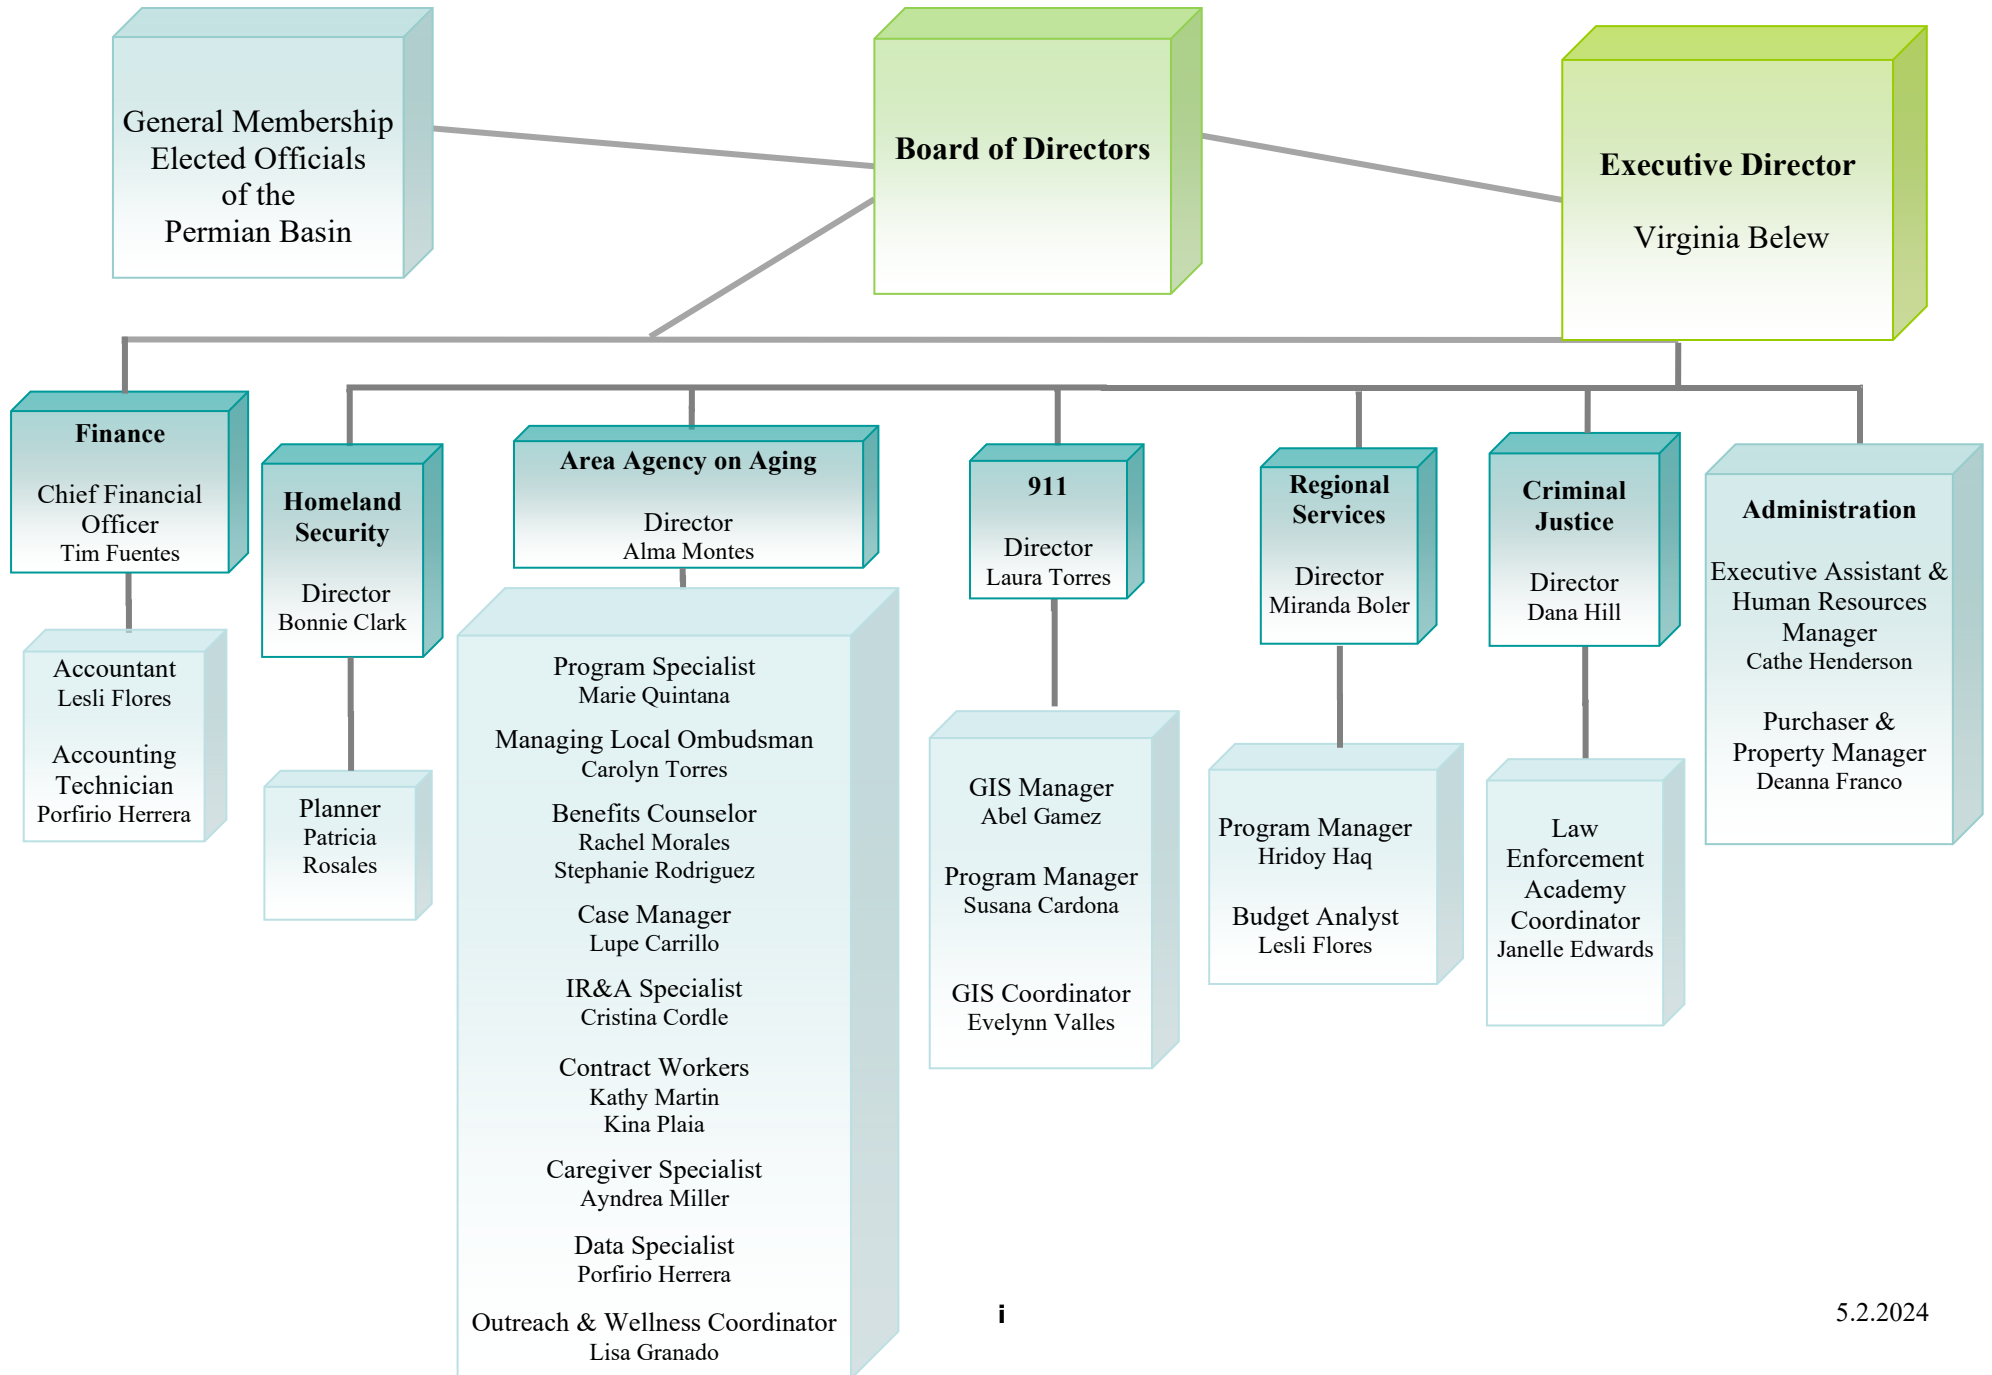 General Membership
Elected Officials
of the
Permian Basin
Board of Directors
Executive Director
Virginia Belew
Finance
Chief Financial
Officer
Tim Fuentes
Accountant
Lesli Flores
Accounting
Technician
Porfirio Herrera
Homeland
Security
Director
Bonnie Clark
Planner
Patricia
Rosales
Area Agency on Aging
Director
Alma Montes
Program Specialist
Marie Quintana
Managing Local Ombudsman
Carolyn Torres
Benefits Counselor
Rachel Morales
Stephanie Rodriguez
Case Manager
Lupe Carrillo
IR&A Specialist
Cristina Cordle
Contract Workers
Kathy Martin
Kina Plaia
Caregiver Specialist
Ayndrea Miller
Data Specialist
Porfirio Herrera
Outreach & Wellness Coordinator
Lisa Granado
911
Director
Laura Torres
GIS Manager
Abel Gamez
Program Manager
Susana Cardona
GIS Coordinator
Evelynn Valles
Regional
Services
Director
Miranda Boler
Program Manager
Hridoy Haq
Budget Analyst
Lesli Flores
Criminal
Justice
Director
Dana Hill
Law
Enforcement
Academy
Coordinator
Janelle Edwards
Administration
Executive Assistant &
Human Resources
Manager
Cathe Henderson
Purchaser &
Property Manager
Deanna Franco
i
5.2.2024